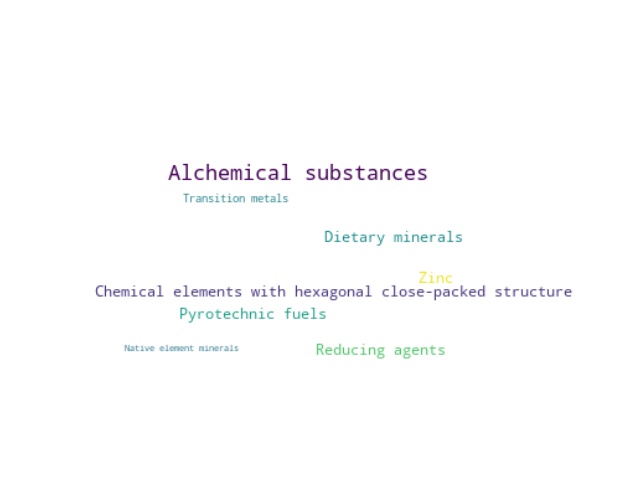 Alchemical substances
Transition metals
Dietary minerals
Zinc
Chemical elements with hexagonal close-packed structure
Pyrotechnic fuels
Native element minerals
Reducing agents